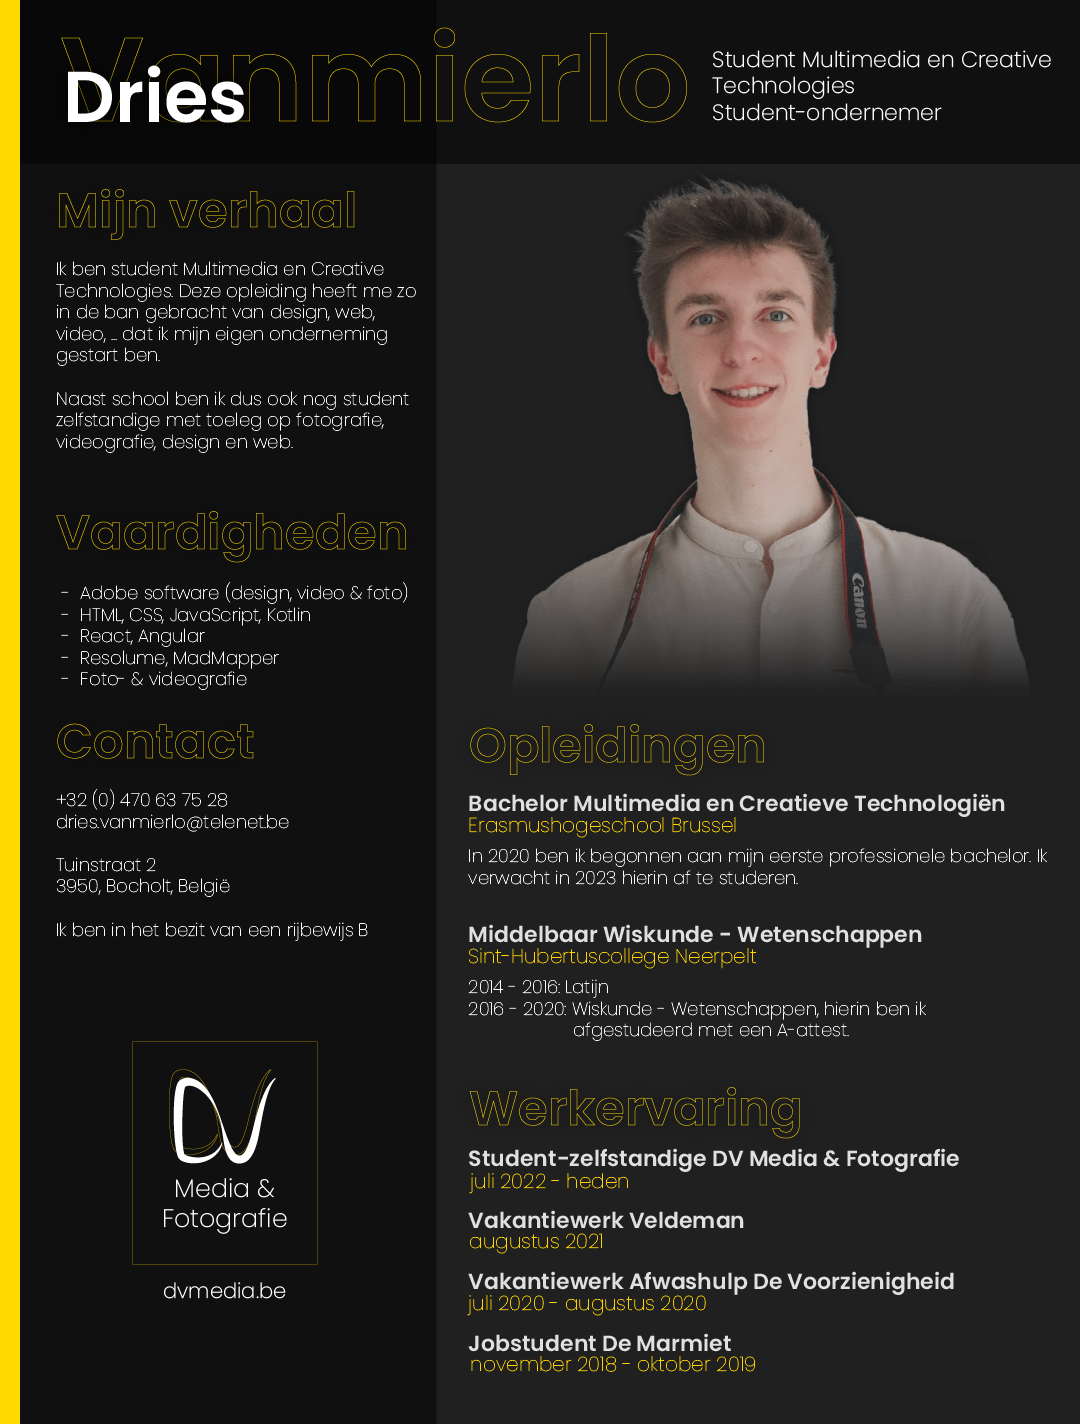 Vanmierlo
Dries
Student Multimedia en Creative
Technologies
Student-ondernemer
Mijn verhaal
Ik ben student Multimedia en Creative
Technologies. Deze opleiding heeft me zo
in de ban gebracht van design, web,
video, ... dat ik mijn eigen onderneming
gestart ben.
Naast school ben ik dus ook nog student
zelfstandige met toeleg op fotografie,
videografie, design en web.
Vaardigheden
- Adobe software (design, video & foto)
- HTML, CSS, JavaScript, Kotlin
- React, Angular
- Resolume, MadMapper
- Foto- & videografie
Contact
+32 (0) 470 63 75 28
dries.vanmierlo@telenet.be
Tuinstraat 2
3950, Bocholt, België
Ik ben in het bezit van een rijbewijs B
DV
Media &
Fotografie
dvmedia.be
Canon
Opleidingen
Bachelor Multimedia en Creatieve Technologiën
Erasmushogeschool Brussel
In 2020 ben ik begonnen aan mijn eerste professionele bachelor. Ik
verwacht in 2023 hierin af te studeren.
Middelbaar Wiskunde - Wetenschappen
Sint-Hubertuscollege Neerpelt
2014 - 2016: Latijn
2016 - 2020: Wiskunde - Wetenschappen, hierin ben ik
afgestudeerd met een A-attest.
Werkervaring
Student-zelfstandige DV Media & Fotografie
juli 2022 - heden
Vakantiewerk Veldeman
augustus 2021
Vakantiewerk Afwashulp De Voorzienigheid
juli 2020 - augustus 2020
Jobstudent De Marmiet
november 2018 - oktober 2019